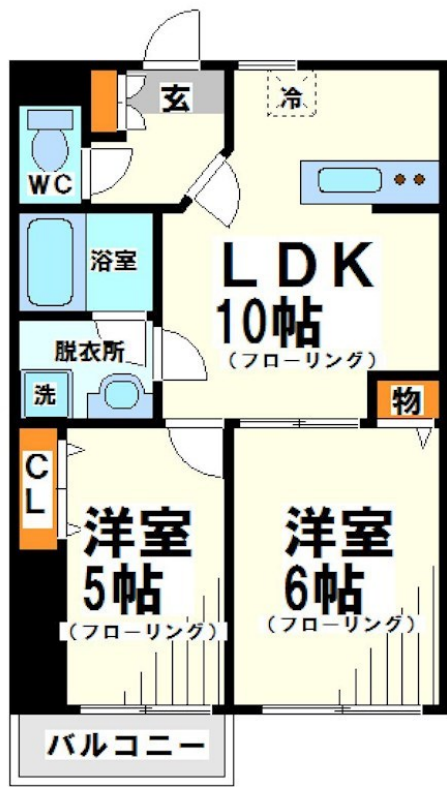 玄
冷
WC
浴室
LDK
10帖
(フローリング)
脱衣所
洗
物
CL
洋室
5帖
(フローリング)
洋室
6帖
(フローリング)
バルコニー